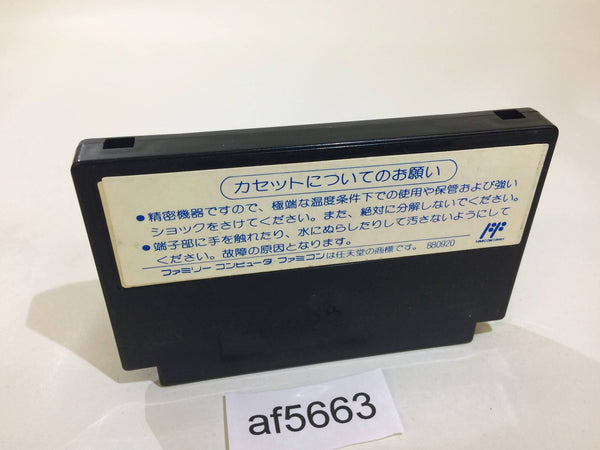 カセットについてのお願い
●精密機器ですので、極端な温度条件下での使用や保管および強い
ショックをさけてください。また、絶対に分解しないでください。
●端子部に手を触れたり、水にぬらしたりして汚さないようにして
ください。故障の原因となります。
ファミリー コンピュータ ファミコンは任天堂の商標です。 880920
af5663